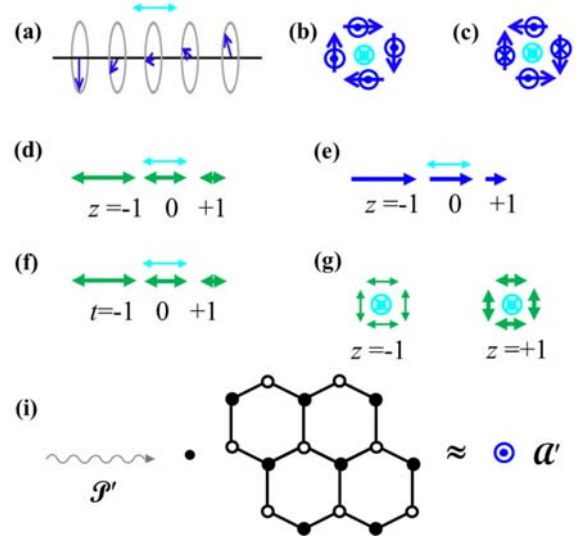 (a)
(b)
(c)
(d)
(e)
z =-1 0 +1
z =-1 0 +1
(f)
(g)
t=-1 0 +1
z =-1
z =+1
(i)
𝒫′
≈
𝒜′